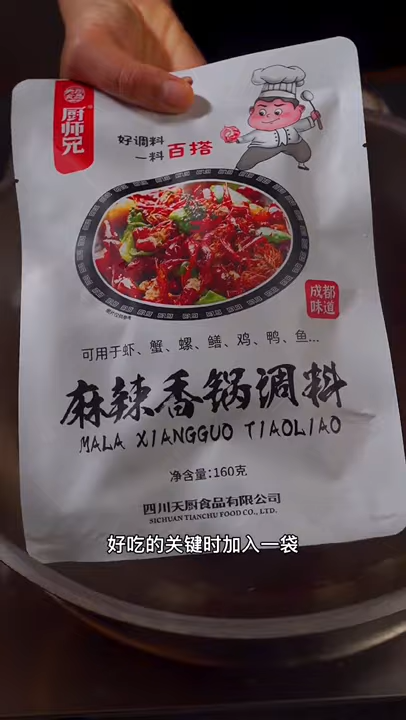 厨师兄
好调料
一料百搭
成都
味道
可用于虾、蟹、螺、鳝、鸡、鸭、鱼...
麻辣香锅调料
MALA XIANGGUO TIAOLIAO
净含量:160克
四川天厨食品有限公司
SICHUAN TIANCHU FOOD CO., LTD.
好吃的关键时加入一袋